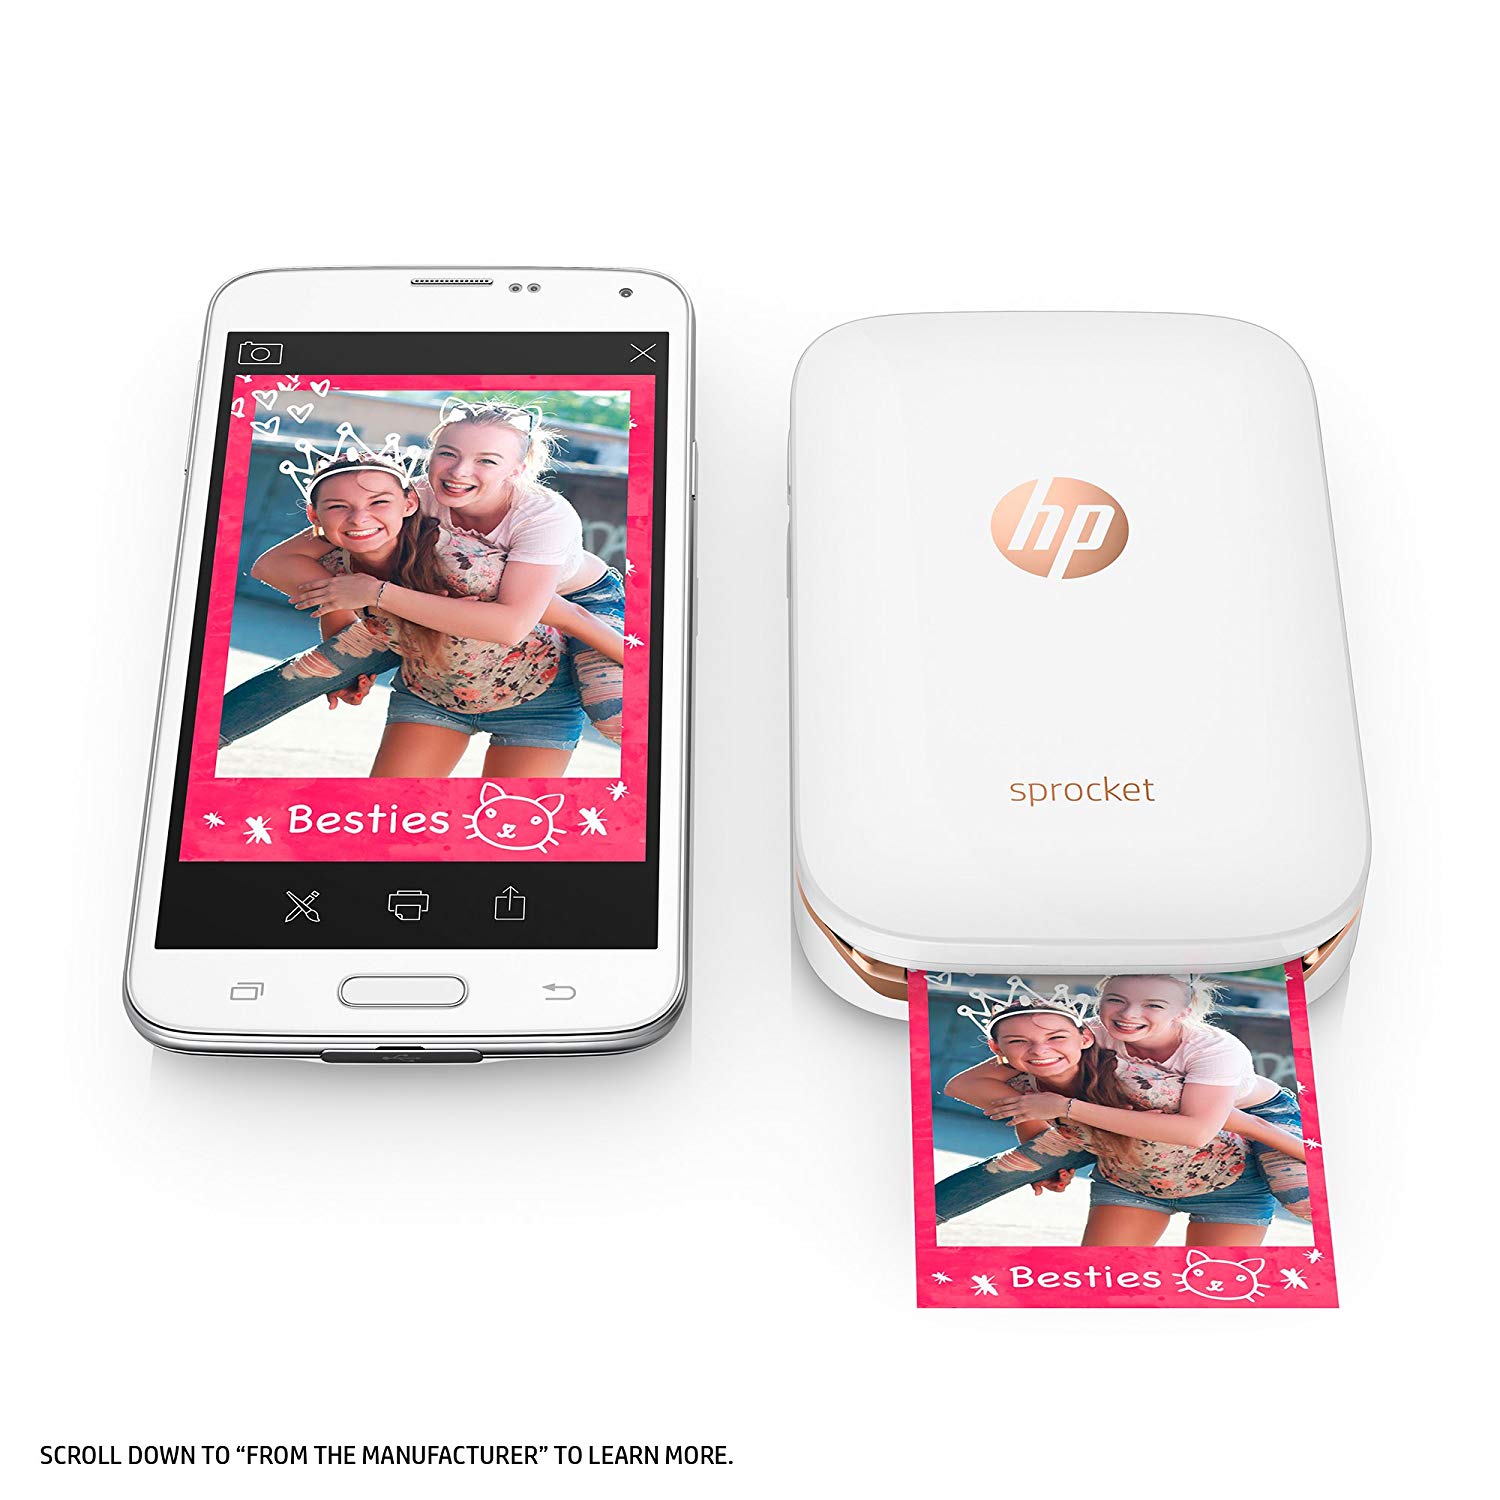 Besties
hp
sprocket
Besties
SCROLL DOWN TO “FROM THE MANUFACTURER” TO LEARN MORE.